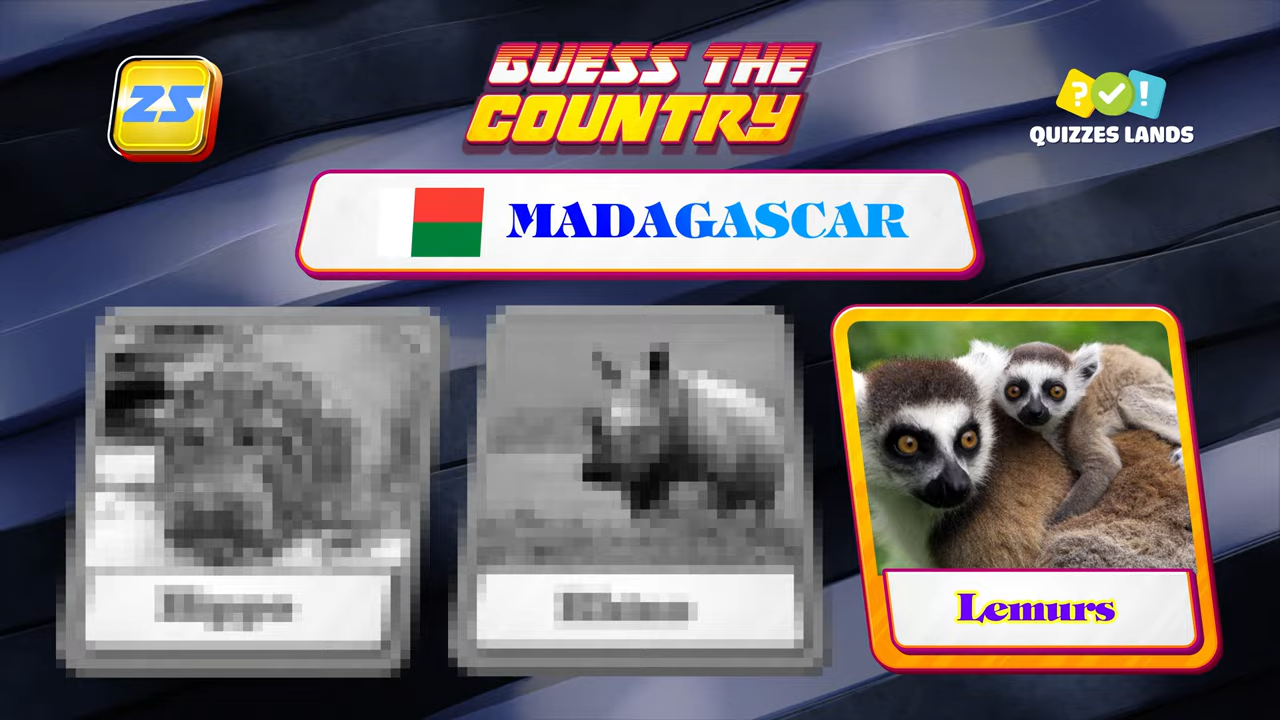 25
GUESS THE
COUNTRY
? !
QUIZZES LANDS
MADAGASCAR
Lemurs